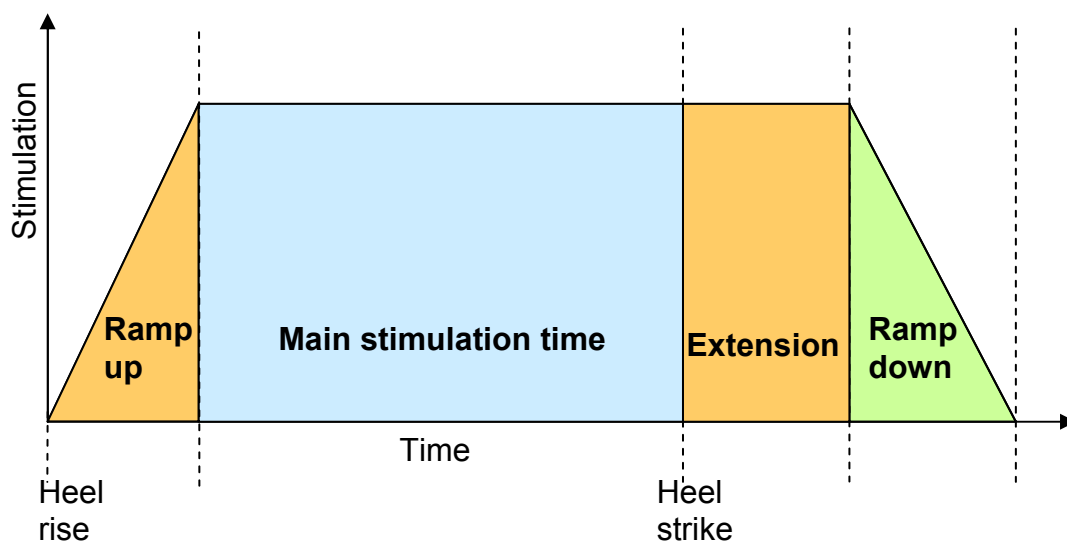 Stimulation
Ramp
up
Main stimulation time
Extension
Ramp
down
Time
Heel
rise
Heel
strike